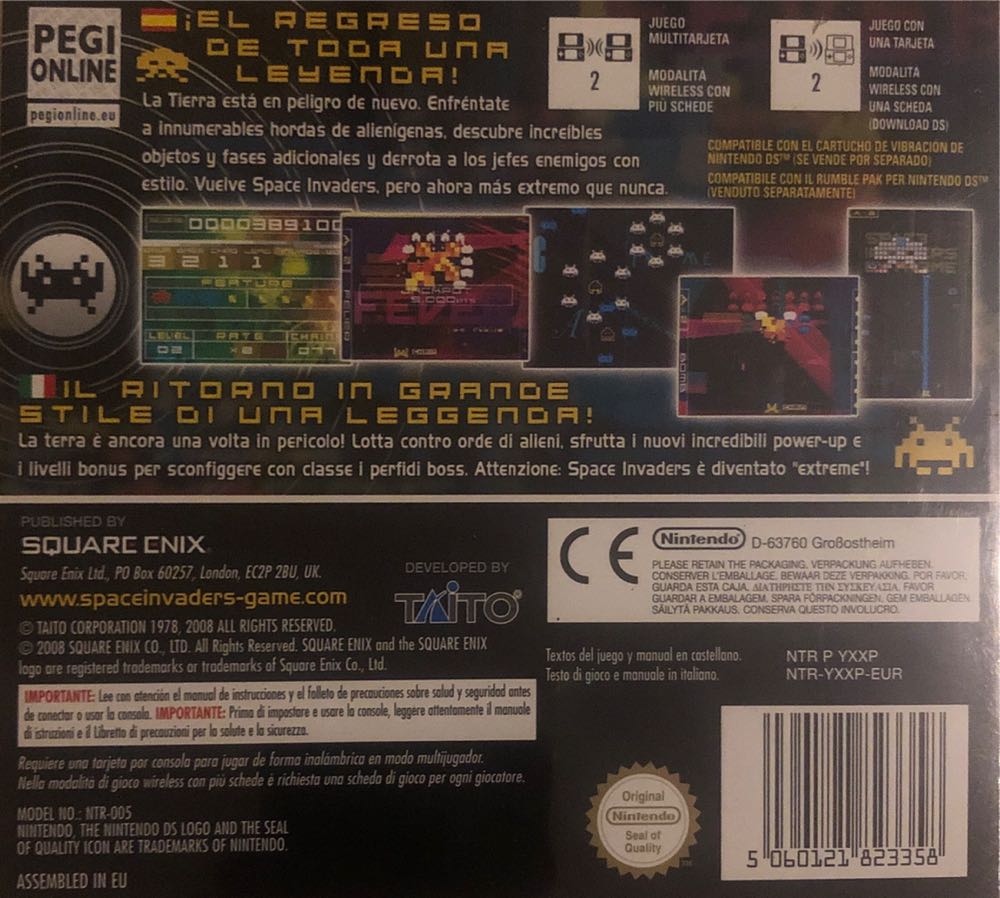 PEGI
ONLINE
pegionline.eu
¡EL REGRESO
DE TODA UNA
LEYENDA!
La Tierra está en peligro de nuevo. Enfréntate
a innumerables hordas de alienígenas, descubre increíbles
objetos y fases adicionales y derrota a los jefes enemigos con
estilo. Vuelve Space Invaders, pero ahora más extremo que nunca.
2
JUEGO
MULTITARJETA
MODALITÀ
WIRELESS CON
PIÙ SCHEDE
2
JUEGO CON
UNA TARJETA
MODALITÀ
WIRELESS CON
UNA SCHEDA
(DOWNLOAD DS)
COMPATIBLE CON EL CARTUCHO DE VIBRACIÓN DE
NINTENDO DS™ (SE VENDE POR SEPARADO)
COMPATIBILE CON IL RUMBLE PAK PER NINTENDO DS™
(VENDUTO SEPARATAMENTE)
SCORE 0000389100
3 2 1 1
FEATURE
LEVEL RATE CHAIN
02 x8 077
JACKPOT
5,000PTS
FEVE
IL RITORNO IN GRANDE
STILE DI UNA LEGGENDA!
La terra è ancora una volta in pericolo! Lotta contro orde di alieni, sfrutta i nuovi incredibili power-up e
i livelli bonus per sconfiggere con classe i perfidi boss. Attenzione: Space Invaders è diventato "extreme"!
PUBLISHED BY
SQUARE ENIX
Square Enix Ltd., PO Box 60257, London, EC2P 2BU, UK.
www.spaceinvaders-game.com
DEVELOPED BY
TAITO®
© TAITO CORPORATION 1978, 2008 ALL RIGHTS RESERVED.
© 2008 SQUARE ENIX CO., LTD. All Rights Reserved. SQUARE ENIX and the SQUARE ENIX
logo are registered trademarks or trademarks of Square Enix Co., Ltd.
IMPORTANTE: Lee con atención el manual de instrucciones y el folleto de precauciones sobre salud y seguridad antes
de conectar o usar la consola. IMPORTANTE: Prima di impostare e usare la console, leggere attentamente il manuale
di istruzioni e il Libretto di precauzioni per la salute e la sicurezza.
Requiere una tarjeta por consola para jugar de forma inalámbrica en modo multijugador.
Nella modalità di gioco wireless con più schede è richiesta una scheda di gioco per ogni giocatore.
MODEL NO.: NTR-005
NINTENDO, THE NINTENDO DS LOGO AND THE SEAL
OF QUALITY ICON ARE TRADEMARKS OF NINTENDO.
ASSEMBLED IN EU
CE
Nintendo® D-63760 Großostheim
PLEASE RETAIN THE PACKAGING. VERPACKUNG AUFHEBEN.
CONSERVER L'EMBALLAGE. BEWAAR DEZE VERPAKKING. POR FAVOR,
GUARDA ESTA CAJA. ΔΙΑΤΗΡΗΣΤΕ ΤΗΝ ΣΥΣΚΕΥΑΣΙΑ. FAVOR
GUARDAR A EMBALAGEM. SPARA FÖRPACKNINGEN. GEM EMBALLAGEN.
SÄILYTÄ PAKKAUS. CONSERVA QUESTO INVOLUCRO.
Textos del juego y manual en castellano.
Testo di gioco e manuale in italiano.
NTR P YXXP
NTR-YXXP-EUR
Original
Nintendo
Seal of
Quality
TM
5 060121 823358